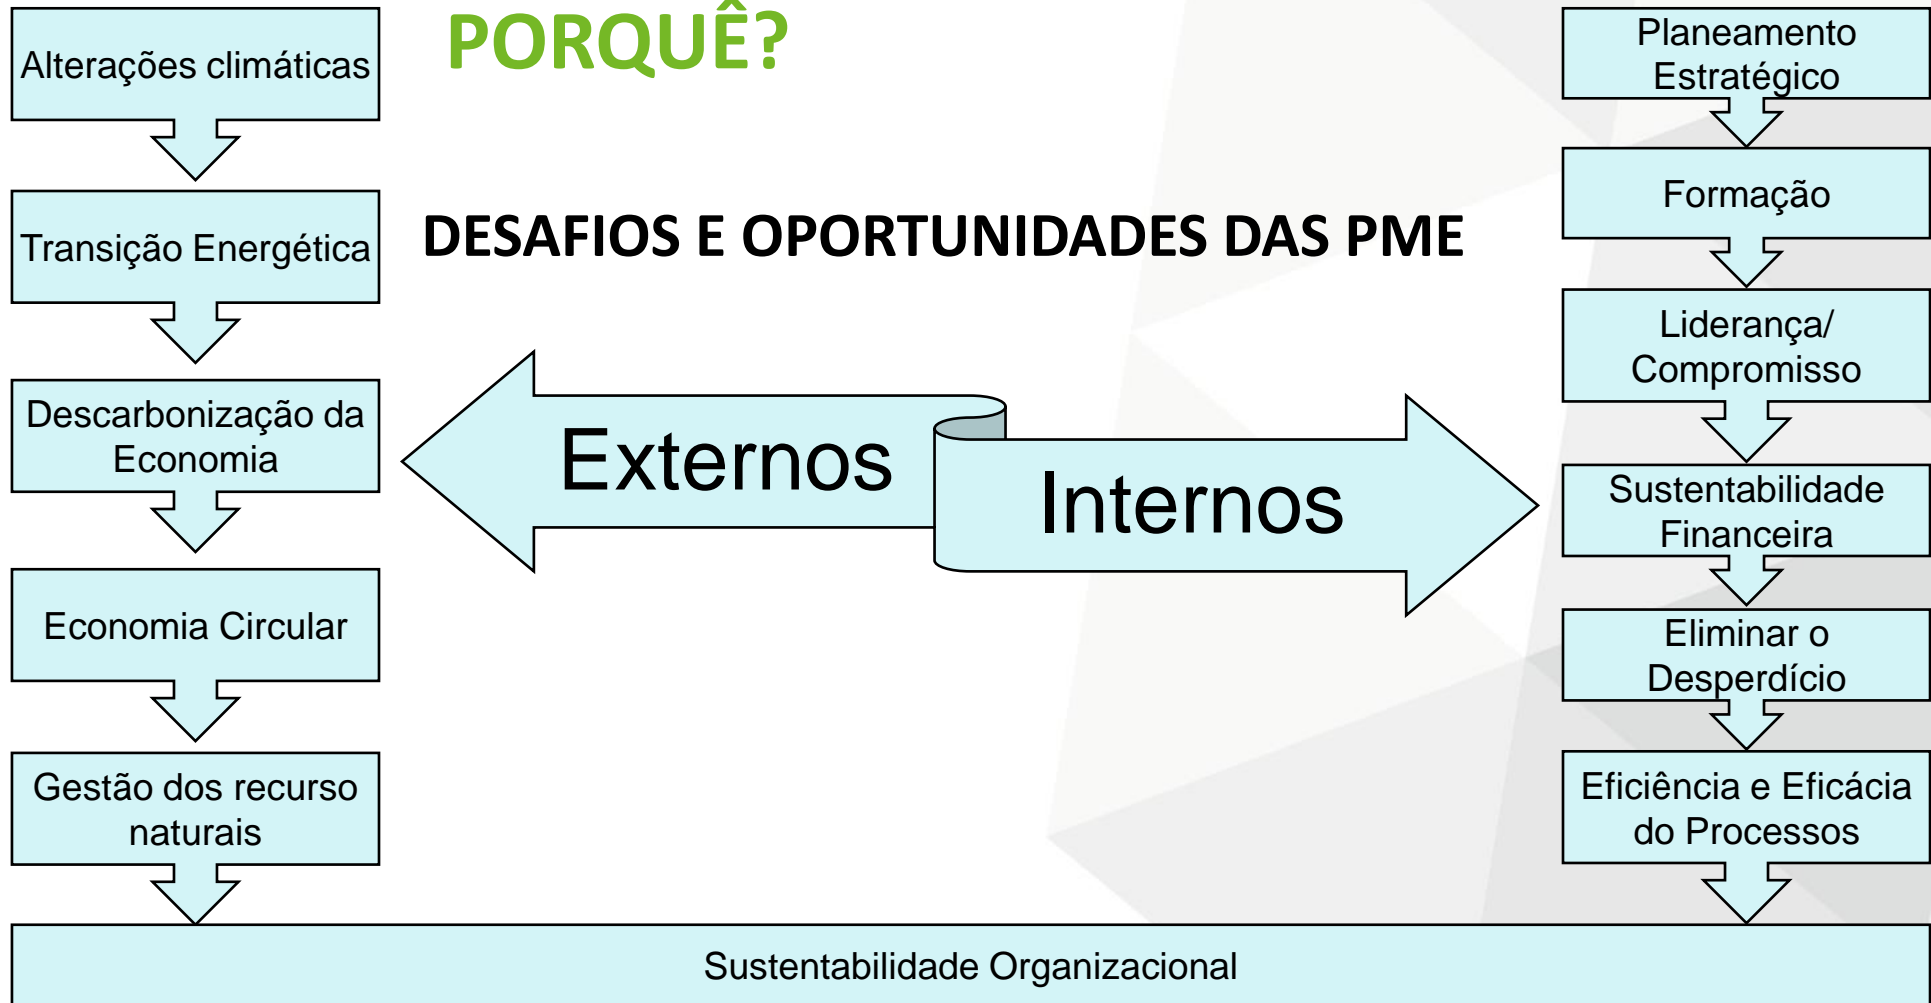 PORQUÊ?
DESAFIOS E OPORTUNIDADES DAS PME
Alterações climáticas
Transição Energética
Descarbonização da
Economia
Economia Circular
Gestão dos recurso
naturais
Externos
Internos
Planeamento
Estratégico
Formação
Liderança/
Compromisso
Sustentabilidade
Financeira
Eliminar o
Desperdício
Eficiência e Eficácia
do Processos
Sustentabilidade Organizacional